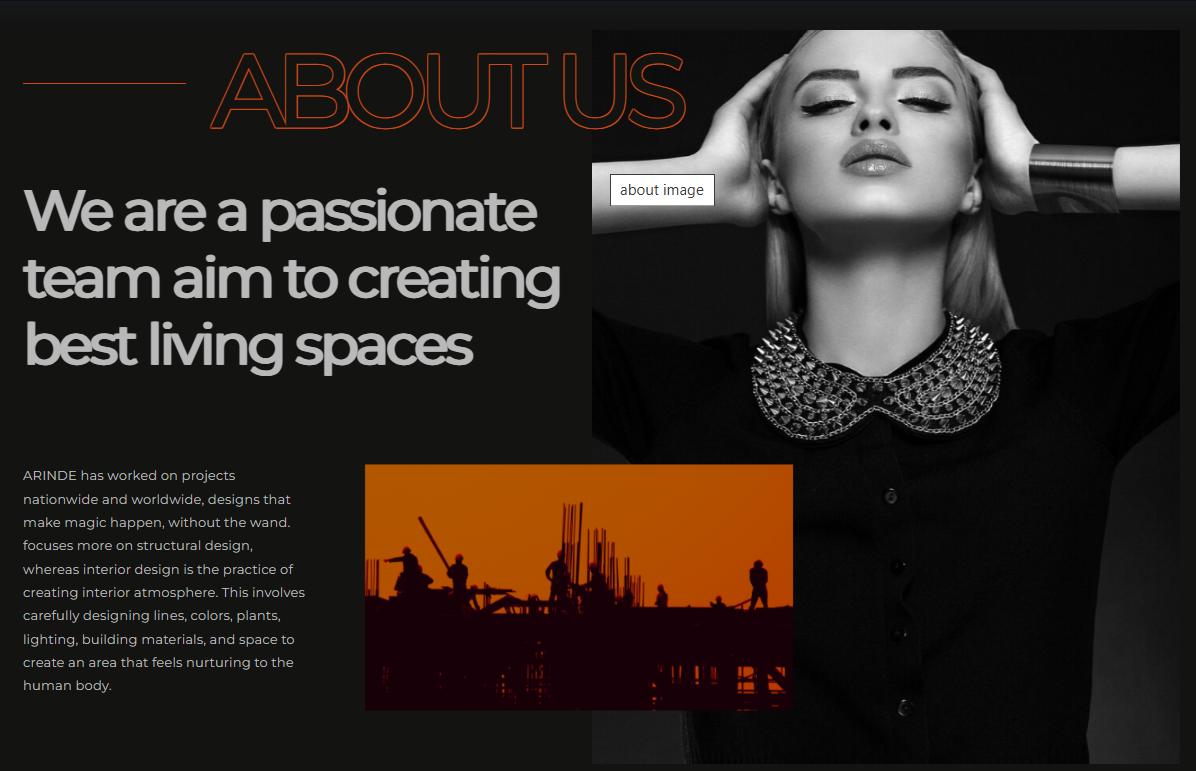 ABOUT US
We are a passionate
team aim to creating
best living spaces
about image
ARINDE has worked on projects
nationwide and worldwide, designs that
make magic happen, without the wand.
focuses more on structural design,
whereas interior design is the practice of
creating interior atmosphere. This involves
carefully designing lines, colors, plants,
lighting, building materials, and space to
create an area that feels nurturing to the
human body.